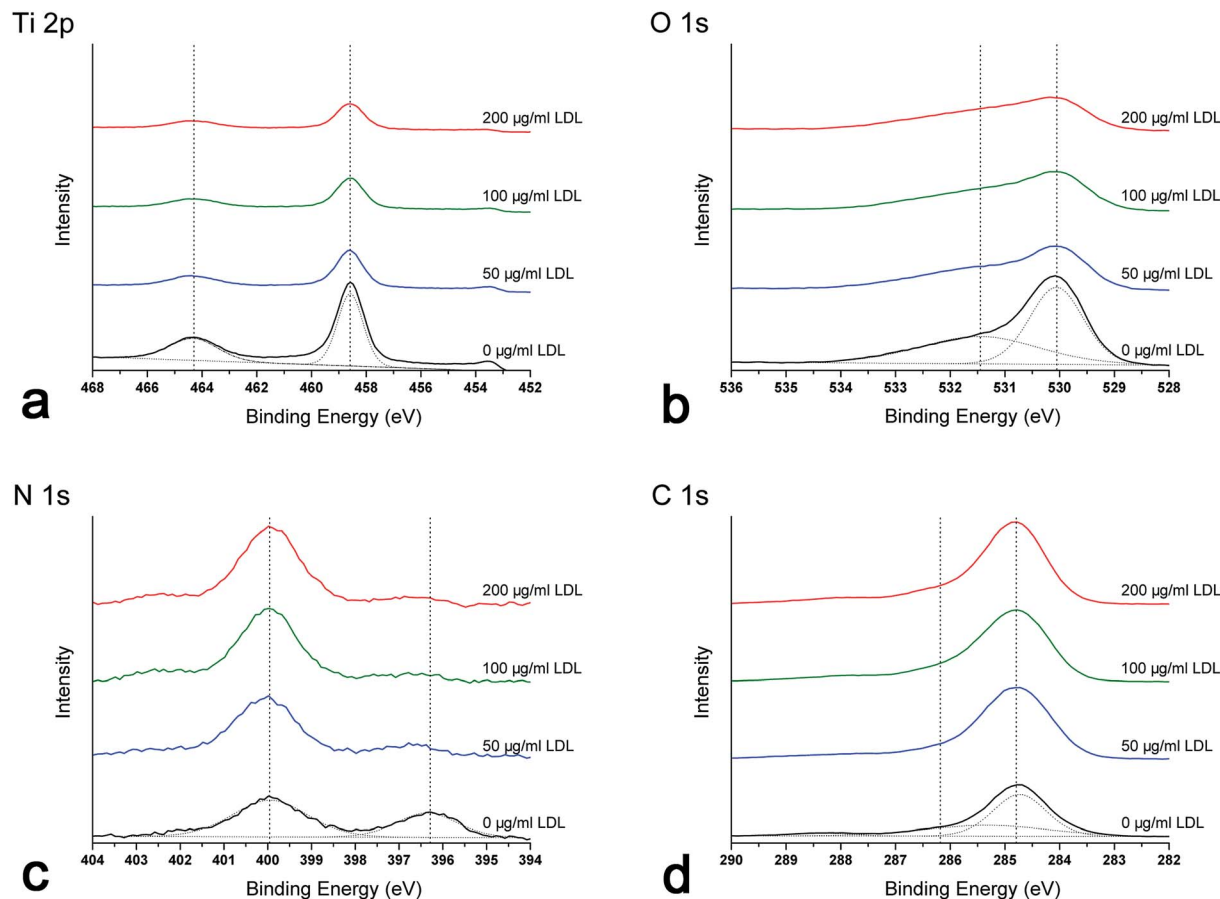 Ti 2p
Intensity
200 µg/ml LDL
100 µg/ml LDL
50 µg/ml LDL
0 µg/ml LDL
468 466 464 462 460 458 456 454 452
Binding Energy (eV)
a
O 1s
Intensity
200 µg/ml LDL
100 µg/ml LDL
50 µg/ml LDL
0 µg/ml LDL
536 535 534 533 532 531 530 529 528
Binding Energy (eV)
b
N 1s
Intensity
200 µg/ml LDL
100 µg/ml LDL
50 µg/ml LDL
0 µg/ml LDL
404 403 402 401 400 399 398 397 396 395 394
Binding Energy (eV)
c
C 1s
Intensity
200 µg/ml LDL
100 µg/ml LDL
50 µg/ml LDL
0 µg/ml LDL
290 289 288 287 286 285 284 283 282
Binding Energy (eV)
d